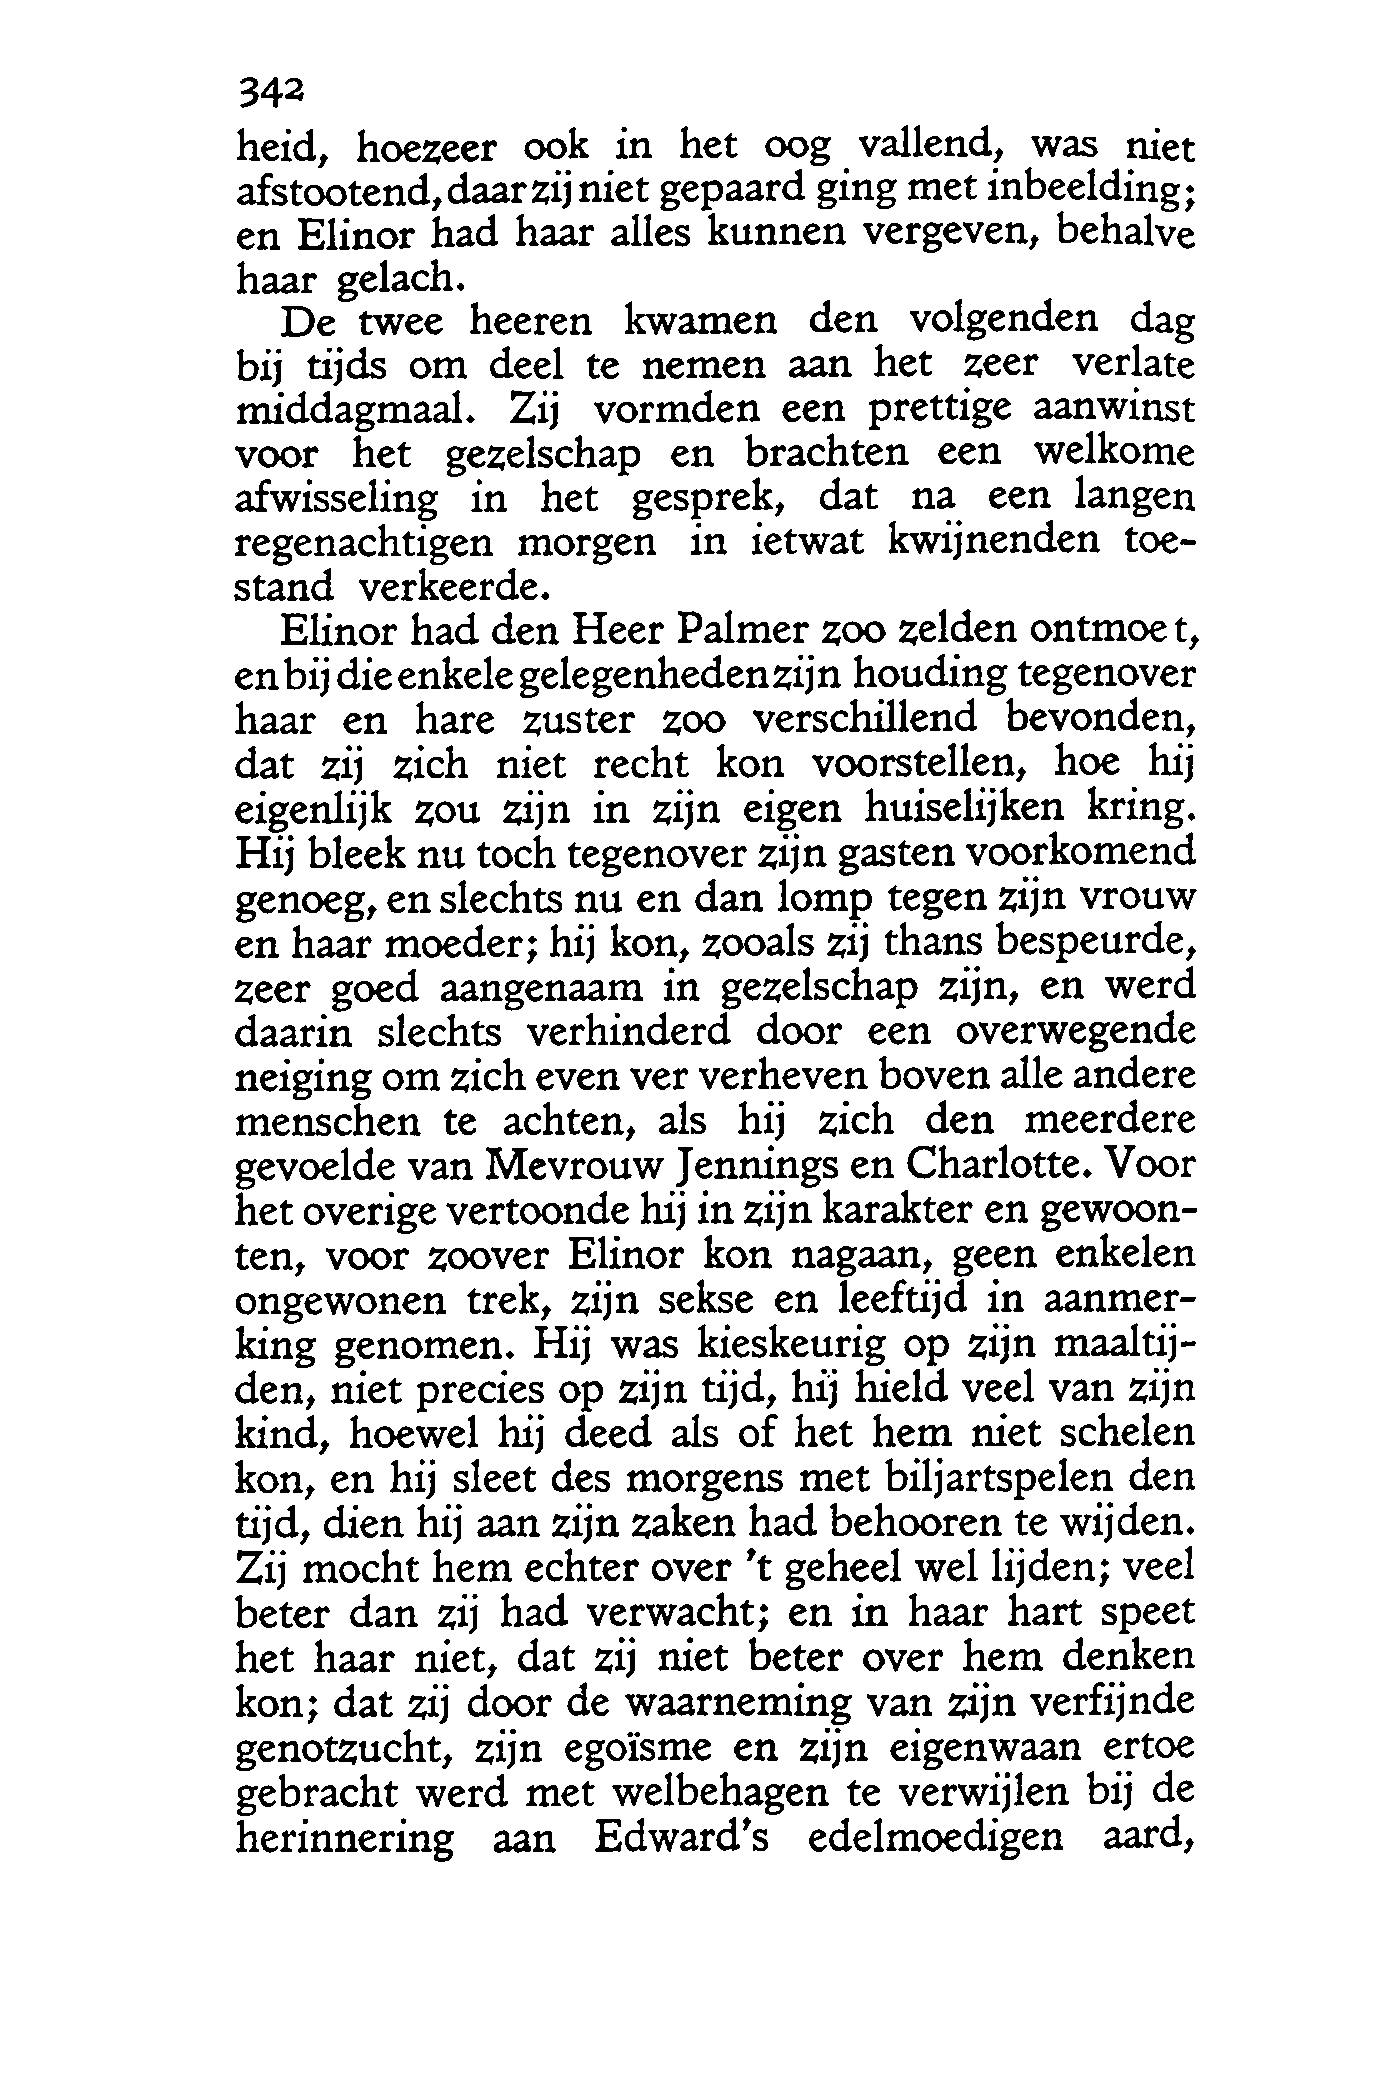 342
heid, hoezeer ook in het oog vallend, was niet
afstootend, daar zij niet gepaard ging met inbeelding;
en Elinor had haar alles kunnen vergeven, behalve
haar gelach.
De twee heeren kwamen den volgenden dag
bij tijds om deel te nemen aan het zeer verlate
middagmaal. Zij vormden een prettige aanwinst
voor het gezelschap en brachten een welkome
afwisseling in het gesprek, dat na een langen
regenachtigen morgen in ietwat kwijnenden toe-
stand verkeerde.
Elinor had den Heer Palmer zoo zelden ontmoet,
en bij die enkele gelegenheden zijn houding tegenover
haar en hare zuster zoo verschillend bevonden,
dat zij zich niet recht kon voorstellen, hoe hij
eigenlijk zou zijn in zijn eigen huiselijken kring.
Hij bleek nu toch tegenover zijn gasten voorkomend
genoeg, en slechts nu en dan lomp tegen zijn vrouw
en haar moeder; hij kon, zooals zij thans bespeurde,
zeer goed aangenaam in gezelschap zijn, en werd
daarin slechts verhinderd door een overwegende
neiging om zich even ver verheven boven alle andere
menschen te achten, als hij zich den meerdere
gevoelde van Mevrouw Jennings en Charlotte. Voor
het overige vertoonde hij in zijn karakter en gewoon-
ten, voor zoover Elinor kon nagaan, geen enkelen
ongewonen trek, zijn sekse en leeftijd in aanmer-
king genomen. Hij was kieskeurig op zijn maaltij-
den, niet precies op zijn tijd, hij hield veel van zijn
kind, hoewel hij deed als of het hem niet schelen
kon, en hij sleet des morgens met biljartspelen den
tijd, dien hij aan zijn zaken had behooren te wijden.
Zij mocht hem echter over 't geheel wel lijden; veel
beter dan zij had verwacht; en in haar hart speet
het haar niet, dat zij niet beter over hem denken
kon; dat zij door de waarneming van zijn verfijnde
genotzucht, zijn egoïsme en zijn eigenwaan ertoe
gebracht werd met welbehagen te verwijlen bij de
herinnering aan Edward's edelmoedigen aard,